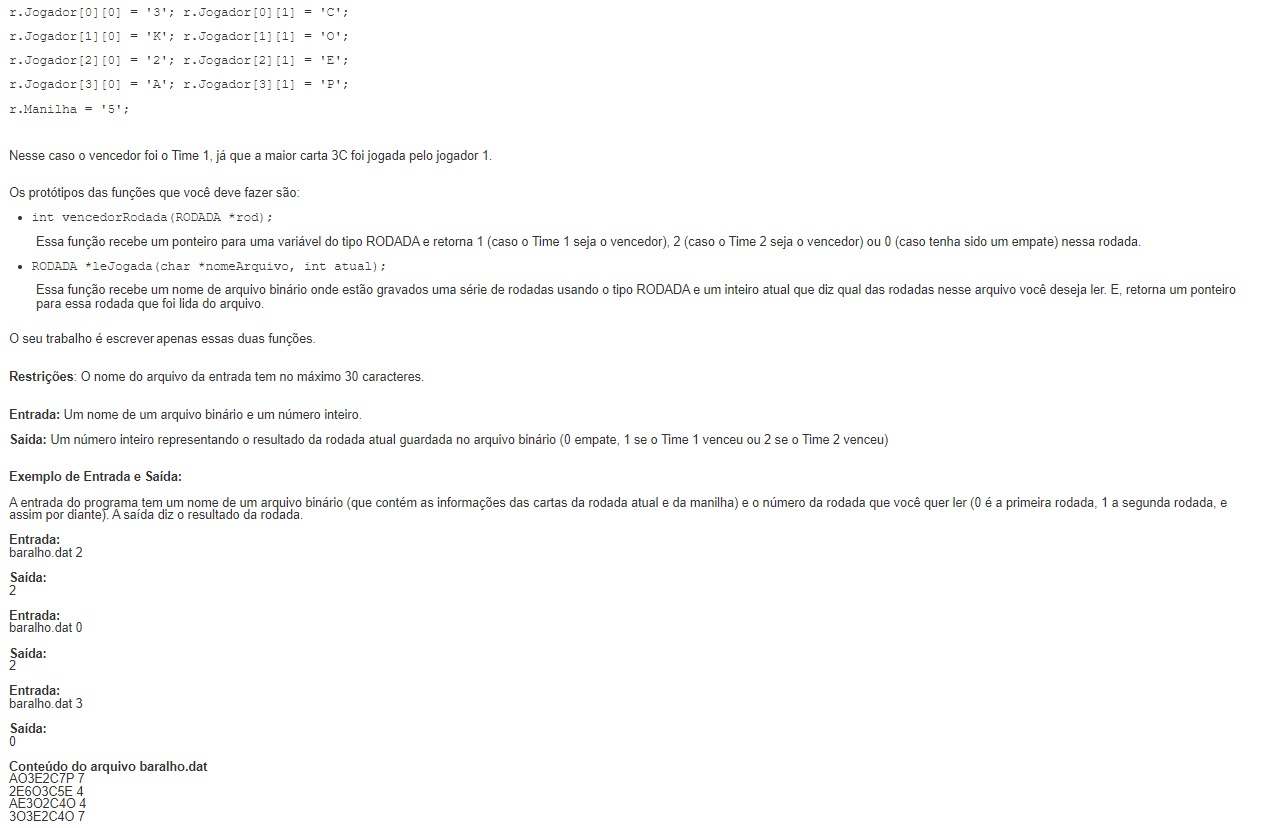 r.Jogador[0][0] = '3'; r.Jogador[0][1] = 'C';
r.Jogador[1][0] = 'K'; r.Jogador[1][1] = 'O';
r.Jogador[2][0] = '2'; r.Jogador[2][1] = 'E';
r.Jogador[3][0] = 'A'; r.Jogador[3][1] = 'P';
r.Manilha = '5';
Nesse caso o vencedor foi o Time 1, já que a maior carta 3C foi jogada pelo jogador 1.
Os protótipos das funções que você deve fazer são:
• int vencedorRodada(RODADA *rod);
Essa função recebe um ponteiro para uma variável do tipo RODADA e retorna 1 (caso o Time 1 seja o vencedor), 2 (caso o Time 2 seja o vencedor) ou 0 (caso tenha sido um empate) nessa rodada.
• RODADA *leJogada(char *nomeArquivo, int atual);
Essa função recebe um nome de arquivo binário onde estão gravados uma série de rodadas usando o tipo RODADA e um inteiro atual que diz qual das rodadas nesse arquivo você deseja ler. E, retorna um ponteiro
para essa rodada que foi lida do arquivo.
O seu trabalho é escrever apenas essas duas funções.
Restrições: O nome do arquivo da entrada tem no máximo 30 caracteres.
Entrada: Um nome de um arquivo binário e um número inteiro.
Saída: Um número inteiro representando o resultado da rodada atual guardada no arquivo binário (0 empate, 1 se o Time 1 venceu ou 2 se o Time 2 venceu)
Exemplo de Entrada e Saída:
A entrada do programa tem um nome de um arquivo binário (que contém as informações das cartas da rodada atual e da manilha) e o número da rodada que você quer ler (0 é a primeira rodada, 1 a segunda rodada, e
assim por diante). A saída diz o resultado da rodada.
Entrada:
baralho.dat 2
Saída:
2
Entrada:
baralho.dat 0
Saída:
2
Entrada:
baralho.dat 3
Saída:
0
Conteúdo do arquivo baralho.dat
AO3E2C7P 7
2E6O3C5E 4
AE3O2C4O 4
3O3E2C4O 7